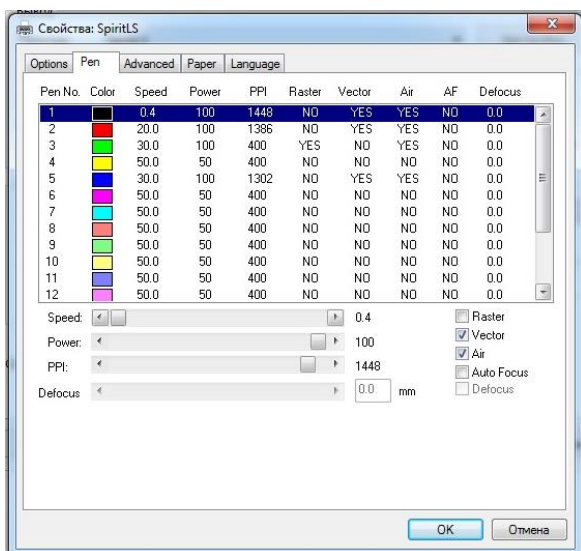 Свойства: SpiritLS
Options Pen Advanced Paper Language
Pen No. Color Speed Power PPI Raster Vector Air AF Defocus
1 0.4 100 1448 NO YES YES NO 0.0
2 20.0 100 1386 NO YES YES NO 0.0
3 30.0 100 400 YES NO YES NO 0.0
4 50.0 50 400 NO NO NO NO 0.0
5 30.0 100 1302 NO YES YES NO 0.0
6 50.0 50 400 NO NO NO NO 0.0
7 50.0 50 400 NO NO NO NO 0.0
8 50.0 50 400 NO NO NO NO 0.0
9 50.0 50 400 NO NO NO NO 0.0
10 50.0 50 400 NO NO NO NO 0.0
11 50.0 50 400 NO NO NO NO 0.0
12 50.0 50 400 NO NO NO NO 0.0
Speed: 0.4 Raster
Power: 100 Vector
Air
PPI: 1448 Auto Focus
Defocus 0.0 mm Defocus
OK Отмена